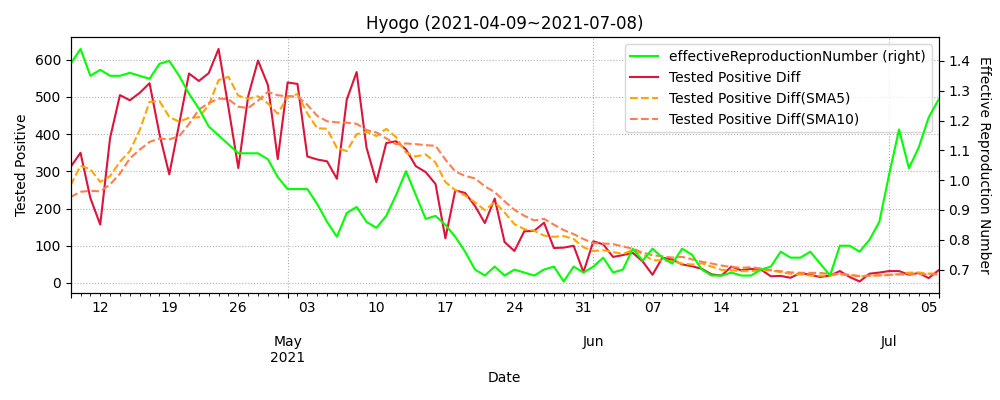 Hyogo (2021-04-09~2021-07-08)
effectiveReproductionNumber (right)
Tested Positive Diff
Tested Positive Diff(SMA5)
Tested Positive Diff(SMA10)
Tested Positive
600
500
400
300
200
100
0
Effective Reproduction Number
1.4
1.3
1.2
1.1
1.0
0.9
0.8
0.7
12 19 26 03 10 17 24 31 07 14 21 28 05
May Jun Jul
2021
Date